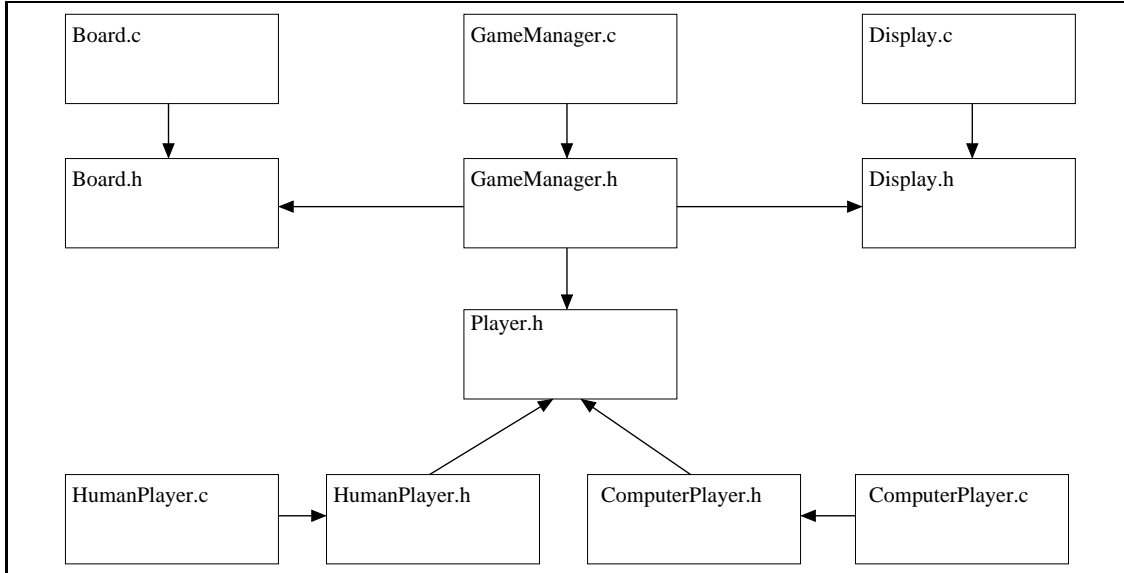 Board.c
GameManager.c
Display.c
Board.h
GameManager.h
Display.h
Player.h
HumanPlayer.c
HumanPlayer.h
ComputerPlayer.h
ComputerPlayer.c